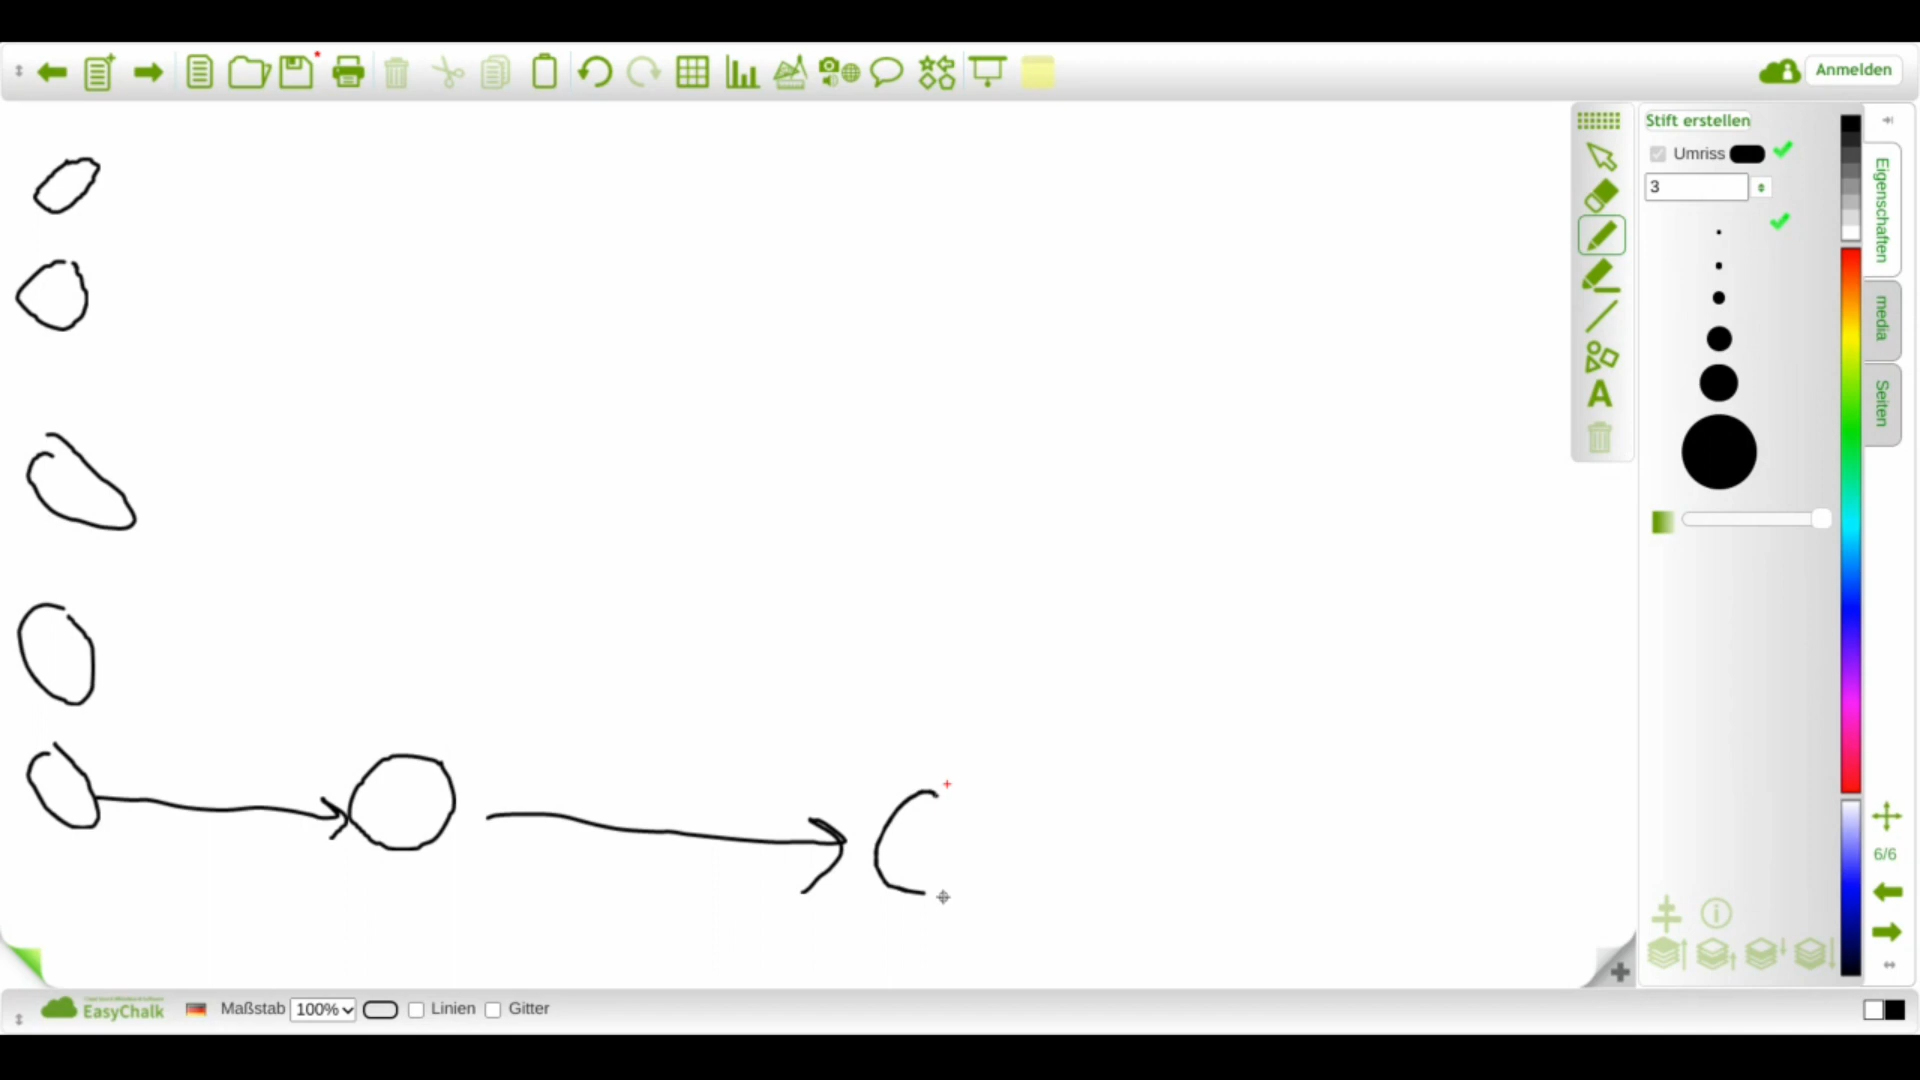 Anmelden
Stift erstellen
Umriss
3
Eigenschaften
media
Seiten
A
6/6
EasyChalk
Maßstab 100% Linien Gitter